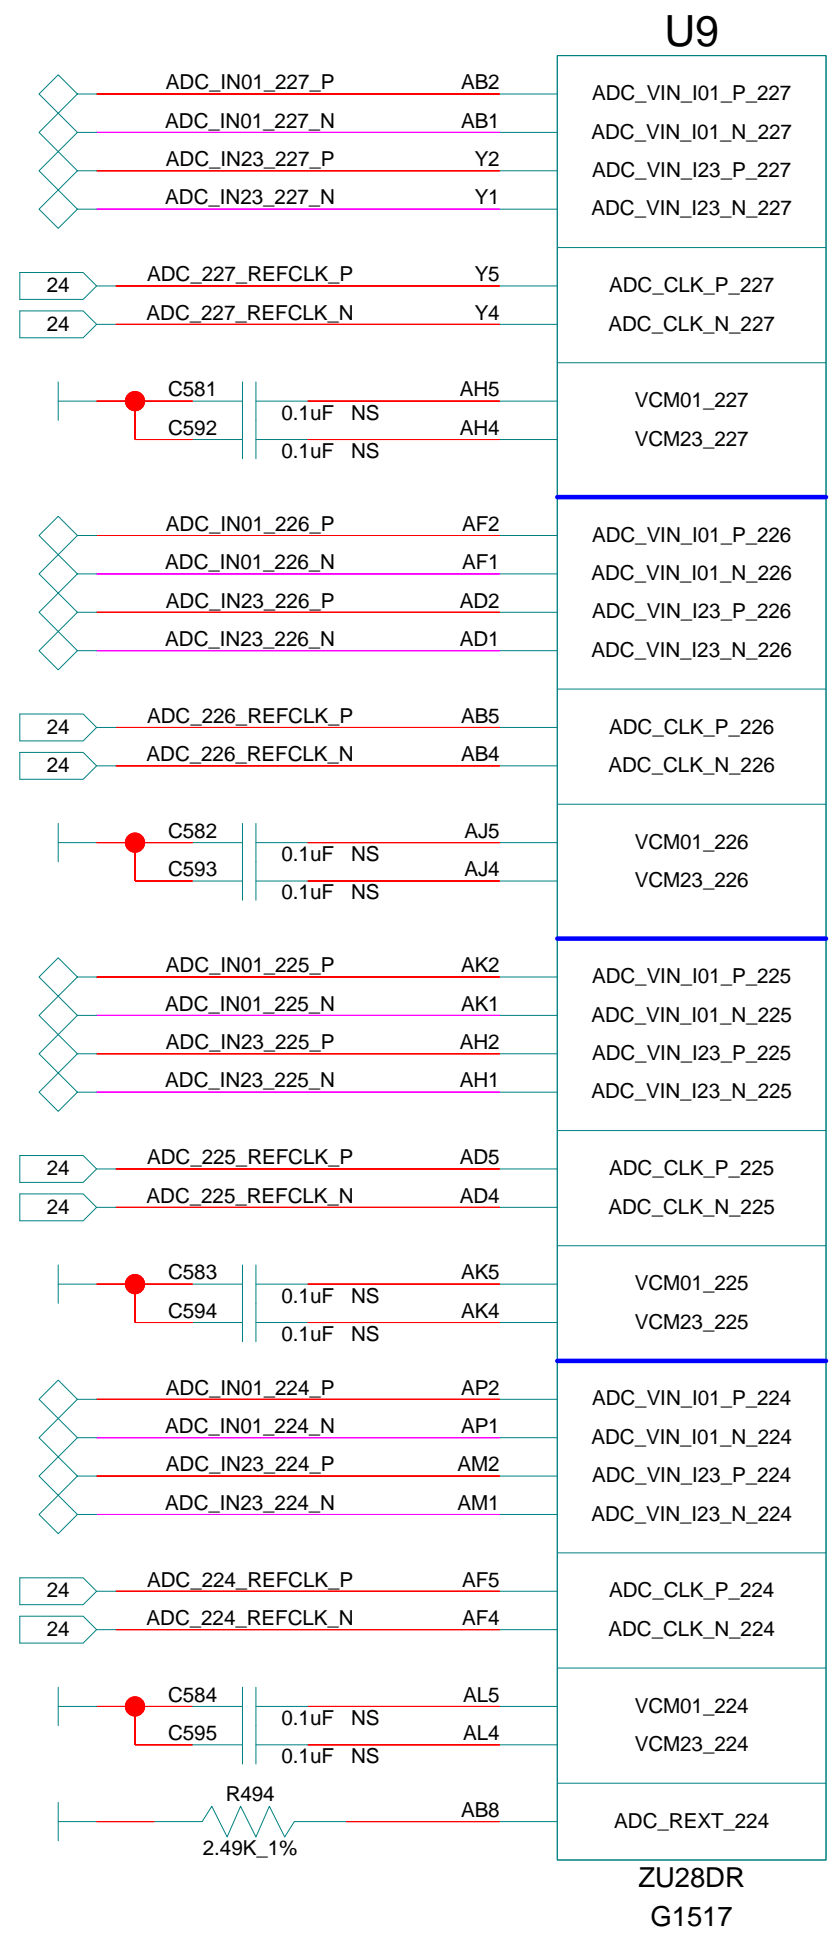 U9
ADC_IN01_227_P AB2 ADC_VIN_I01_P_227
ADC_IN01_227_N AB1 ADC_VIN_I01_N_227
ADC_IN23_227_P Y2 ADC_VIN_I23_P_227
ADC_IN23_227_N Y1 ADC_VIN_I23_N_227
24 ADC_227_REFCLK_P Y5 ADC_CLK_P_227
24 ADC_227_REFCLK_N Y4 ADC_CLK_N_227
C581 0.1uF NS AH5 VCM01_227
C592 0.1uF NS AH4 VCM23_227
ADC_IN01_226_P AF2 ADC_VIN_I01_P_226
ADC_IN01_226_N AF1 ADC_VIN_I01_N_226
ADC_IN23_226_P AD2 ADC_VIN_I23_P_226
ADC_IN23_226_N AD1 ADC_VIN_I23_N_226
24 ADC_226_REFCLK_P AB5 ADC_CLK_P_226
24 ADC_226_REFCLK_N AB4 ADC_CLK_N_226
C582 0.1uF NS AJ5 VCM01_226
C593 0.1uF NS AJ4 VCM23_226
ADC_IN01_225_P AK2 ADC_VIN_I01_P_225
ADC_IN01_225_N AK1 ADC_VIN_I01_N_225
ADC_IN23_225_P AH2 ADC_VIN_I23_P_225
ADC_IN23_225_N AH1 ADC_VIN_I23_N_225
24 ADC_225_REFCLK_P AD5 ADC_CLK_P_225
24 ADC_225_REFCLK_N AD4 ADC_CLK_N_225
C583 0.1uF NS AK5 VCM01_225
C594 0.1uF NS AK4 VCM23_225
ADC_IN01_224_P AP2 ADC_VIN_I01_P_224
ADC_IN01_224_N AP1 ADC_VIN_I01_N_224
ADC_IN23_224_P AM2 ADC_VIN_I23_P_224
ADC_IN23_224_N AM1 ADC_VIN_I23_N_224
24 ADC_224_REFCLK_P AF5 ADC_CLK_P_224
24 ADC_224_REFCLK_N AF4 ADC_CLK_N_224
C584 0.1uF NS AL5 VCM01_224
C595 0.1uF NS AL4 VCM23_224
R494 2.49K_1% AB8 ADC_REXT_224
ZU28DR
G1517